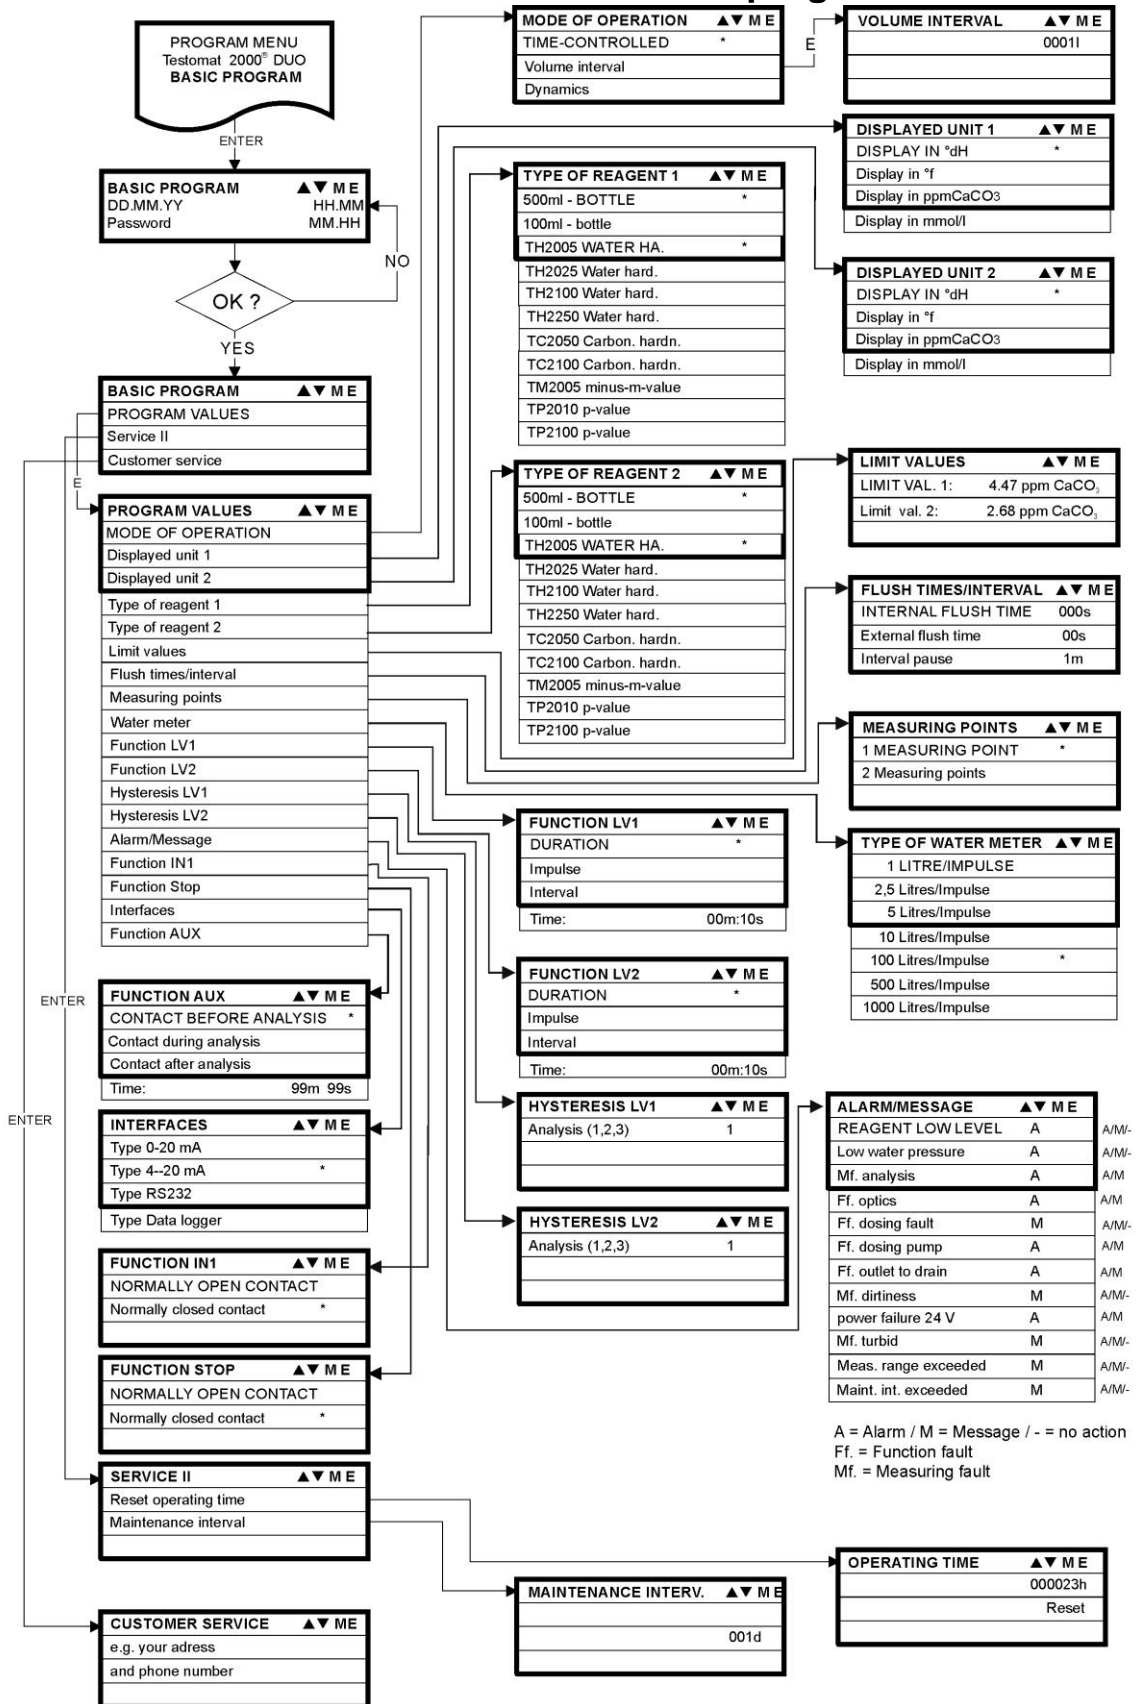 PROGRAM MENU
Testomat 2000® DUO
BASIC PROGRAM
ENTER
BASIC PROGRAM ▲▼ M E
DD.MM.YY HH.MM
Password MM.HH
NO
OK ?
YES
BASIC PROGRAM ▲▼ M E
PROGRAM VALUES
Service II
Customer service
E
PROGRAM VALUES ▲▼ M E
MODE OF OPERATION
Displayed unit 1
Displayed unit 2
Type of reagent 1
Type of reagent 2
Limit values
Flush times/interval
Measuring points
Water meter
Function LV1
Function LV2
Hysteresis LV1
Hysteresis LV2
Alarm/Message
Function IN1
Function Stop
Interfaces
Function AUX
ENTER
ENTER
FUNCTION AUX ▲▼ M E
CONTACT BEFORE ANALYSIS *
Contact during analysis
Contact after analysis
Time: 99m 99s
INTERFACES ▲▼ M E
Type 0-20 mA
Type 4--20 mA *
Type RS232
Type Data logger
FUNCTION IN1 ▲▼ M E
NORMALLY OPEN CONTACT
Normally closed contact *
FUNCTION STOP ▲▼ M E
NORMALLY OPEN CONTACT
Normally closed contact *
SERVICE II ▲▼ M E
Reset operating time
Maintenance interval
CUSTOMER SERVICE ▲▼ ME
e.g. your adress
and phone number
MODE OF OPERATION ▲▼ M E
TIME-CONTROLLED *
Volume interval
Dynamics
E
VOLUME INTERVAL ▲▼ M E
0001l
DISPLAYED UNIT 1 ▲▼ M E
DISPLAY IN °dH *
Display in °f
Display in ppmCaCO3
Display in mmol/l
DISPLAYED UNIT 2 ▲▼ M E
DISPLAY IN °dH *
Display in °f
Display in ppmCaCO3
Display in mmol/l
TYPE OF REAGENT 1 ▲▼ M E
500ml - BOTTLE *
100ml - bottle
TH2005 WATER HA. *
TH2025 Water hard.
TH2100 Water hard.
TH2250 Water hard.
TC2050 Carbon. hardn.
TC2100 Carbon. hardn.
TM2005 minus-m-value
TP2010 p-value
TP2100 p-value
TYPE OF REAGENT 2 ▲▼ M E
500ml - BOTTLE *
100ml - bottle
TH2005 WATER HA. *
TH2025 Water hard.
TH2100 Water hard.
TH2250 Water hard.
TC2050 Carbon. hardn.
TC2100 Carbon. hardn.
TM2005 minus-m-value
TP2010 p-value
TP2100 p-value
LIMIT VALUES ▲▼ M E
LIMIT VAL. 1: 4.47 ppm CaCO₃
Limit val. 2: 2.68 ppm CaCO₃
FLUSH TIMES/INTERVAL ▲▼ M E
INTERNAL FLUSH TIME 000s
External flush time 00s
Interval pause 1m
MEASURING POINTS ▲▼ M E
1 MEASURING POINT *
2 Measuring points
TYPE OF WATER METER ▲▼ M E
1 LITRE/IMPULSE
2,5 Litres/Impulse
5 Litres/Impulse
10 Litres/Impulse
100 Litres/Impulse *
500 Litres/Impulse
1000 Litres/Impulse
FUNCTION LV1 ▲▼ M E
DURATION *
Impulse
Interval
Time: 00m:10s
FUNCTION LV2 ▲▼ M E
DURATION *
Impulse
Interval
Time: 00m:10s
HYSTERESIS LV1 ▲▼ M E
Analysis (1,2,3) 1
HYSTERESIS LV2 ▲▼ M E
Analysis (1,2,3) 1
ALARM/MESSAGE ▲▼ M E
REAGENT LOW LEVEL A A/M/-
Low water pressure A A/M/-
Mf. analysis A A/M
Ff. optics A A/M
Ff. dosing fault M A/M/-
Ff. dosing pump A A/M
Ff. outlet to drain A A/M
Mf. dirtiness M A/M/-
power failure 24 V A A/M
Mf. turbid M A/M/-
Meas. range exceeded M A/M/-
Maint. int. exceeded M A/M/-
A = Alarm / M = Message / - = no action
Ff. = Function fault
Mf. = Measuring fault
OPERATING TIME ▲▼ M E
000023h
Reset
MAINTENANCE INTERV. ▲▼ M E
001d